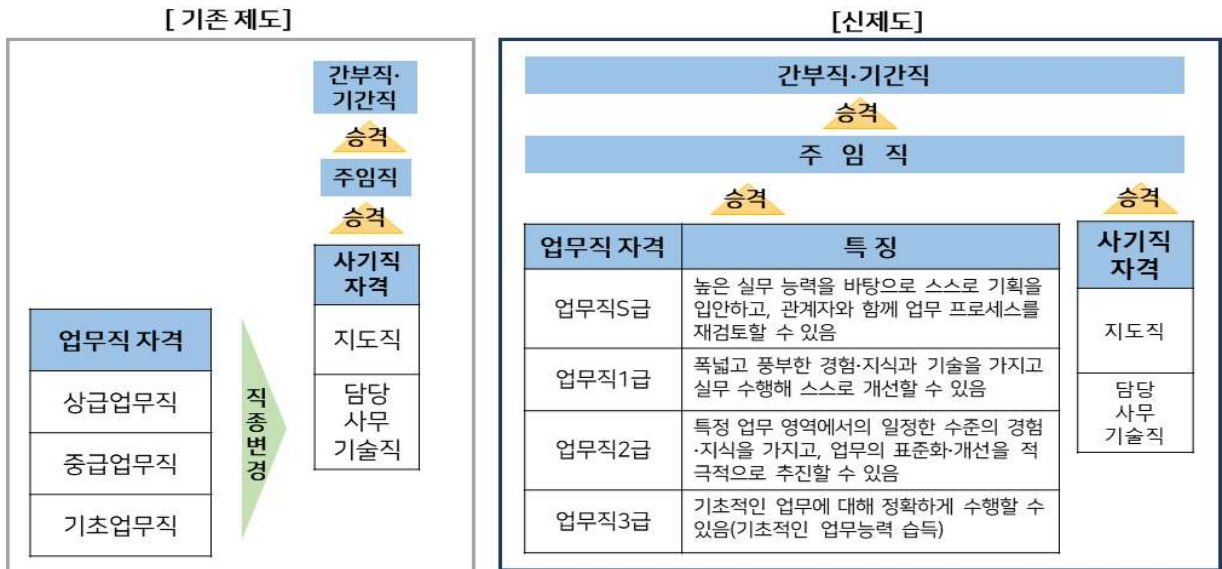 [ 기존 제도]
간부직·
기간직
승격
주임직
승격
사기직
자격
지도직
담당
사무
기술직
업무직 자격
상급업무직
중급업무직
기초업무직
직
종
변
경
[신제도]
간부직·기간직
승격
주 임 직
승격
승격
업무직 자격
특 징
업무직S급
높은 실무 능력을 바탕으로 스스로 기획을
입안하고, 관계자와 함께 업무 프로세스를
재검토할 수 있음
업무직1급
폭넓고 풍부한 경험·지식과 기술을 가지고
실무 수행해 스스로 개선할 수 있음
업무직2급
특정 업무 영역에서의 일정한 수준의 경험
·지식을 가지고, 업무의 표준화·개선을 적
극적으로 추진할 수 있음
업무직3급
기초적인 업무에 대해 정확하게 수행할 수
있음(기초적인 업무능력 습득)
사기직
자격
지도직
담당
사무
기술직